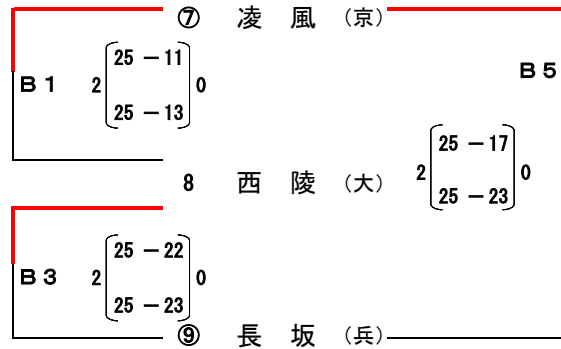 ⑦ 凌 風 (京)
B 5
25 － 11
B 1 2 0
25 － 13
25 － 17
8 西 陵 (大) 2 0
25 － 23
25 － 22
B 3 2 0
25 － 23
⑨ 長 坂 (兵)